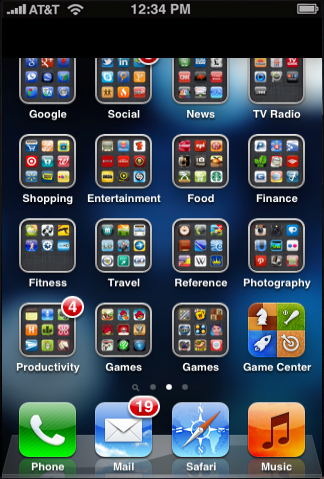 AT&T 12:34 PM
Google Social News TV Radio
Shopping Entertainment Food Finance
Fitness Travel Reference Photography
4
Productivity Games Games Game Center
19
Phone Mail Safari Music